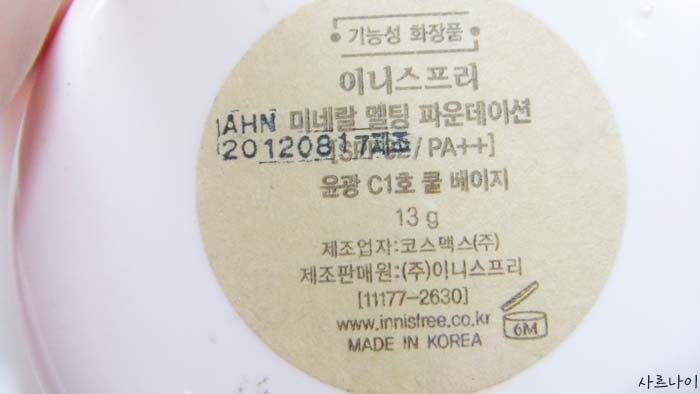 기능성 화장품
이니스프리
AHN 미네랄 멜팅 파운데이션
20120817제조
/ PA++]
윤광 C1호 쿨 베이지
13 g
제조업자:코스맥스(주)
제조판매원:(주)이니스프리
[11177-2630]
www.innisfree.co.kr
6M
MADE IN KOREA
사르나이